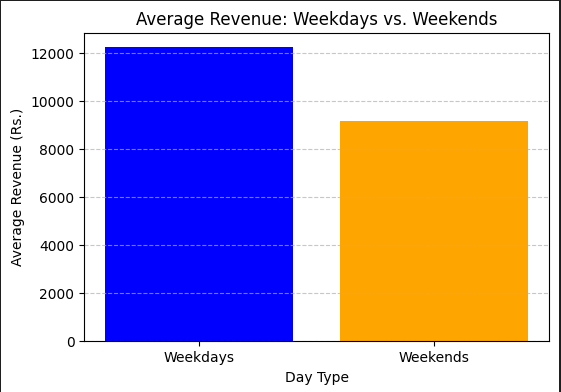 Average Revenue: Weekdays vs. Weekends
Average Revenue (Rs.)
12000
10000
8000
6000
4000
2000
0
Weekdays
Weekends
Day Type